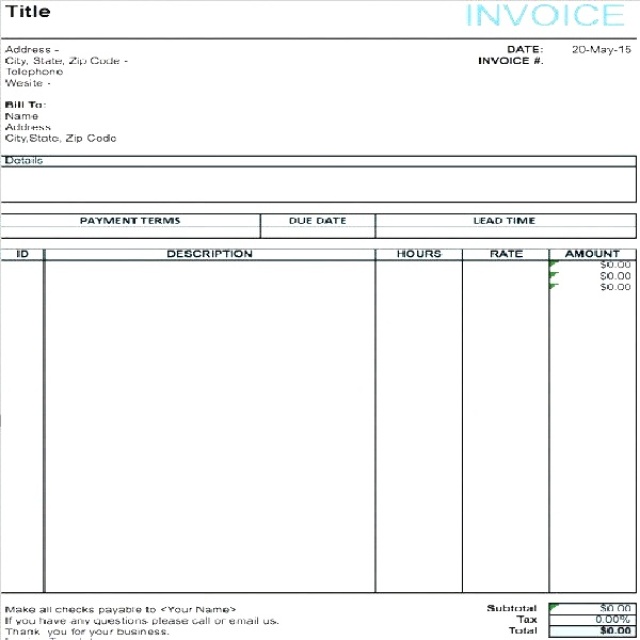 Title
INVOICE
Address -
City, State, Zip Code -
Telephone
Wesite -
DATE: 20-May-15
INVOICE #.
Bill To:
Name
Address
City,State, Zip Code
Details
PAYMENT TERMS DUE DATE LEAD TIME
ID DESCRIPTION HOURS RATE AMOUNT
$0.00
$0.00
$0.00
Make all checks payable to <Your Name>
If you have any questions please call or email us.
Thank you for your business.
Subtotal $0.00
Tax 0.00%
Total $0.00